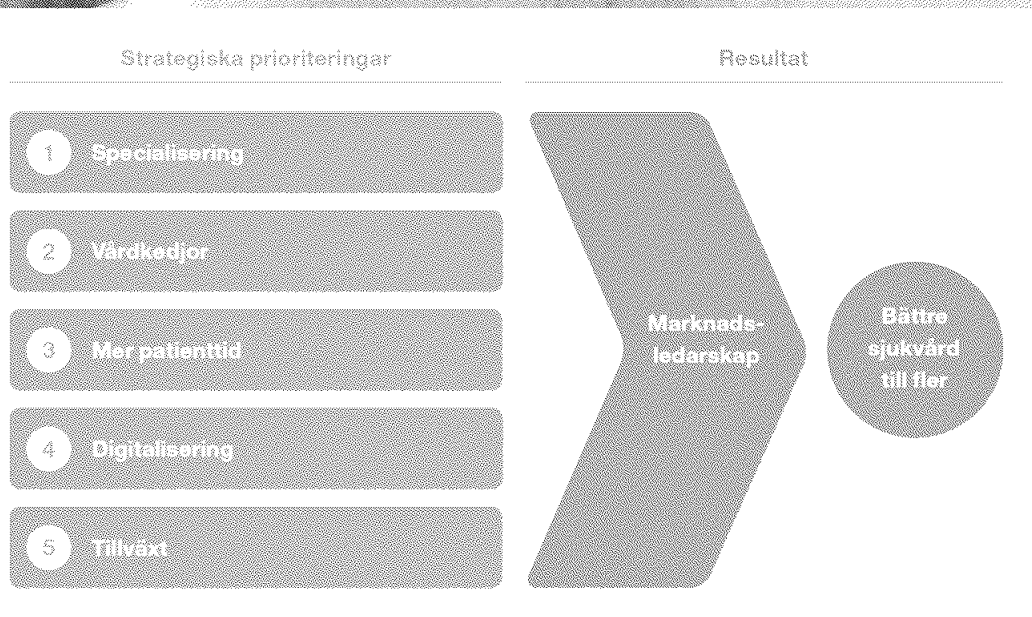 Strategiska prioriteringar
Resultat
1 Specialisering
2 Vårdkedjor
3 Mer patienttid
4 Digitalisering
5 Tillväxt
Marknads-
ledarskap
Bättre
sjukvård
till fler